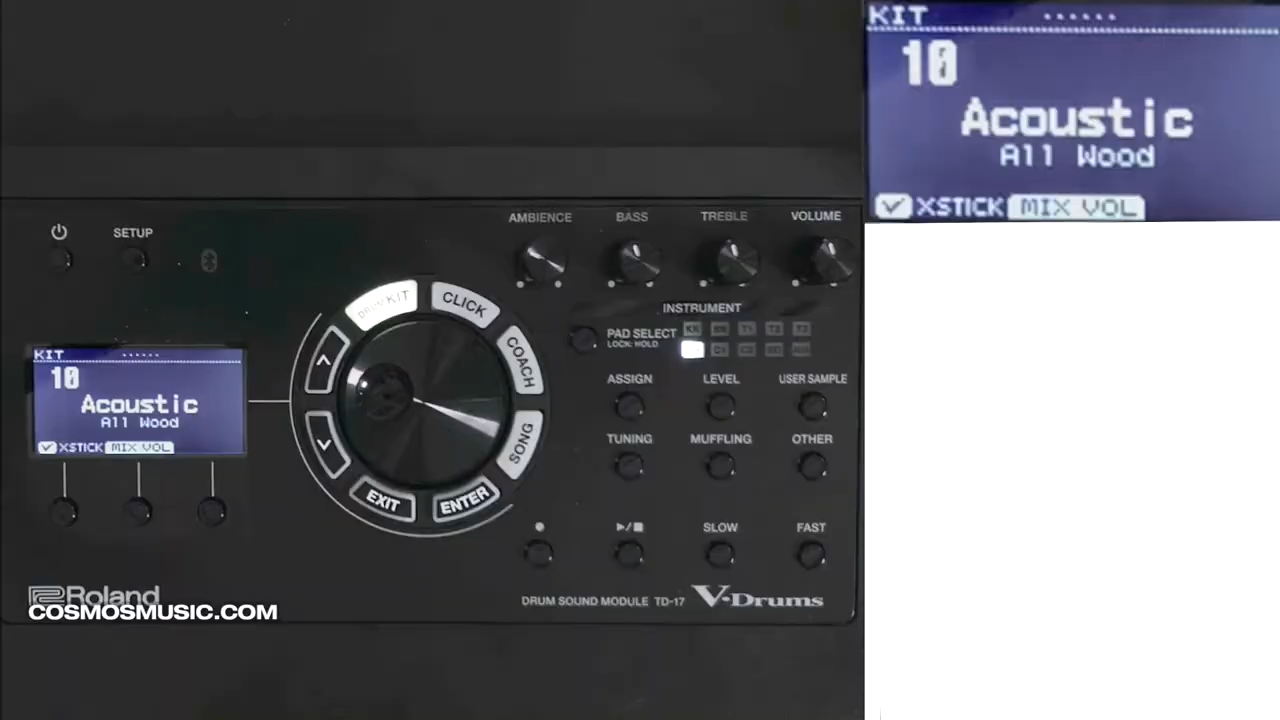 KIT
10
Acoustic
All Wood
XSTICK MIX VOL
AMBIENCE BASS TREBLE VOLUME
SETUP
INSTRUMENT
PAD SELECT
LOCK: HOLD
KIT CLICK
COACH
SONG
ENTER
EXIT
KIT
10
Acoustic
All Wood
XSTICK MIX VOL
ASSIGN LEVEL USER SAMPLE
TUNING MUFFLING OTHER
SLOW FAST
Roland
COSMOSMUSIC.COM
DRUM SOUND MODULE TD-17 V-Drums